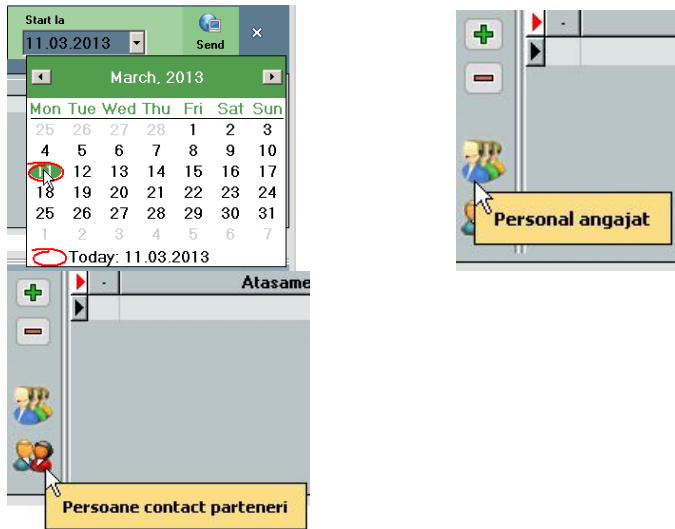 Start la
11.03.2013
Send
March, 2013
Mon Tue Wed Thu Fri Sat Sun
25 26 27 28 1 2 3
4 5 6 7 8 9 10
11 12 13 14 15 16 17
18 19 20 21 22 23 24
25 26 27 28 29 30 31
1 2 3 4 5 6 7
Today: 11.03.2013
Personal angajat
Atasame
Persoane contact parteneri